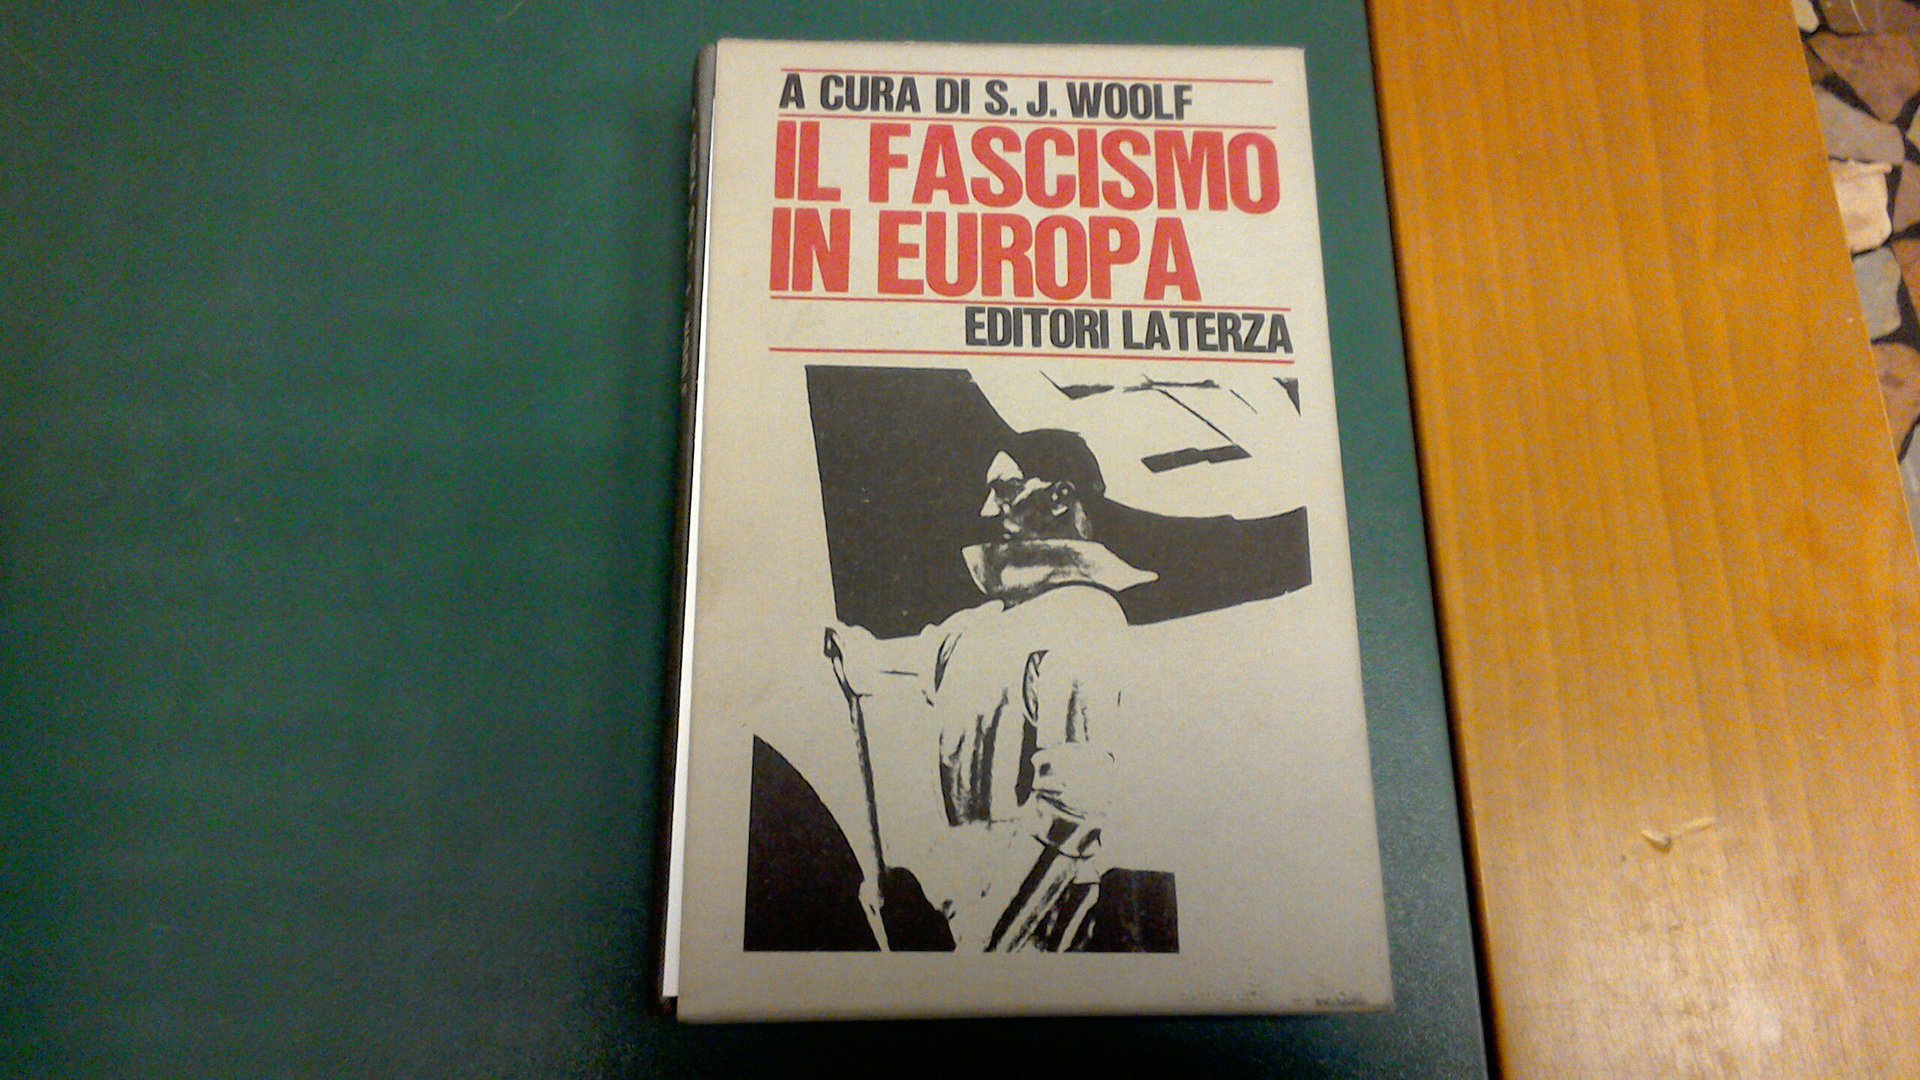 A CURA DI S. J. WOOLF
IL FASCISMO
IN EUROPA
EDITORI LATERZA